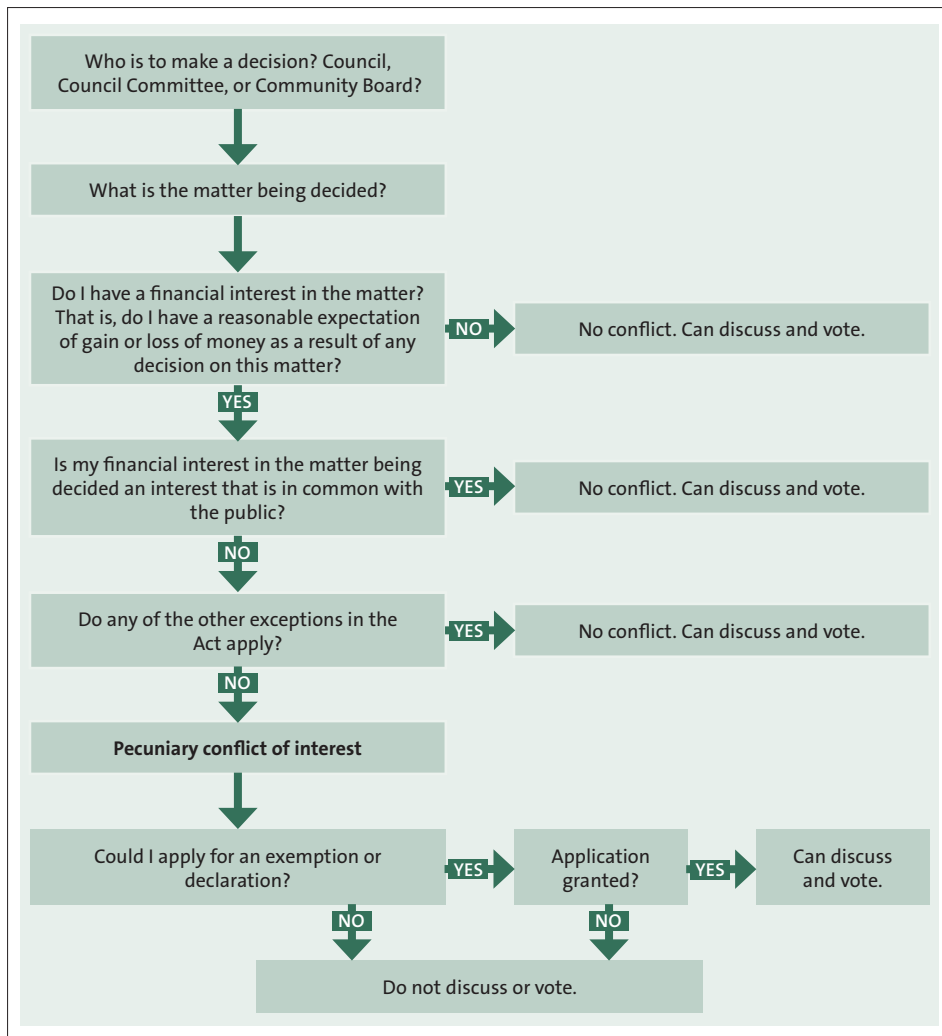 Who is to make a decision? Council,
Council Committee, or Community Board?
What is the matter being decided?
Do I have a financial interest in the matter?
That is, do I have a reasonable expectation
of gain or loss of money as a result of any
decision on this matter?
NO
No conflict. Can discuss and vote.
YES
Is my financial interest in the matter being
decided an interest that is in common with
the public?
YES
No conflict. Can discuss and vote.
NO
Do any of the other exceptions in the
Act apply?
YES
No conflict. Can discuss and vote.
NO
Pecuniary conflict of interest
Could I apply for an exemption or
declaration?
YES
Application
granted?
YES
Can discuss
and vote.
NO
NO
Do not discuss or vote.